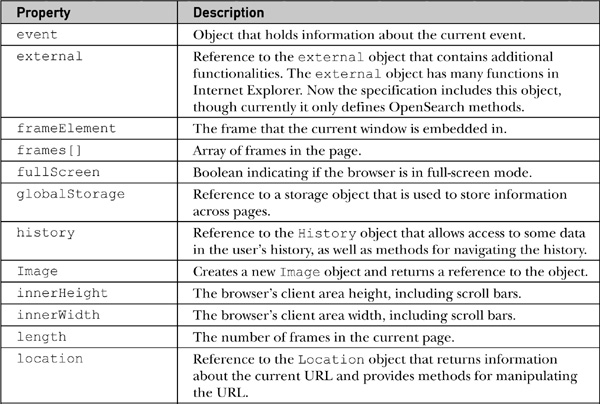 Property Description
event Object that holds information about the current event.
external Reference to the external object that contains additional
functionalities. The external object has many functions in
Internet Explorer. Now the specification includes this object,
though currently it only defines OpenSearch methods.
frameElement The frame that the current window is embedded in.
frames[] Array of frames in the page.
fullScreen Boolean indicating if the browser is in full-screen mode.
globalStorage Reference to a storage object that is used to store information
across pages.
history Reference to the History object that allows access to some data
in the user’s history, as well as methods for navigating the history.
Image Creates a new Image object and returns a reference to the object.
innerHeight The browser’s client area height, including scroll bars.
innerWidth The browser’s client area width, including scroll bars.
length The number of frames in the current page.
location Reference to the Location object that returns information
about the current URL and provides methods for manipulating
the URL.